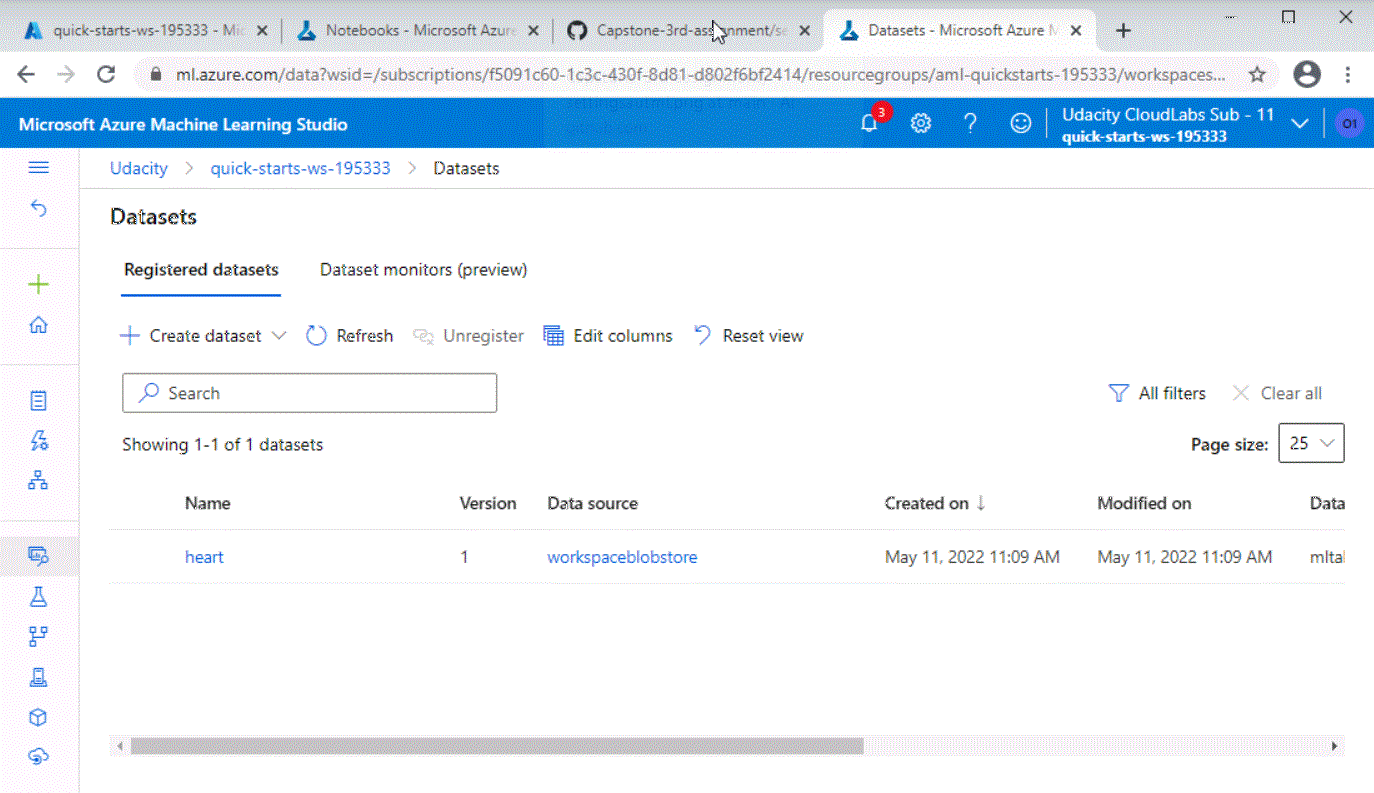 quick-starts-ws-195333 - Mic
Notebooks - Microsoft Azure
Capstone-3rd-assignment/se
Datasets - Microsoft Azure M
ml.azure.com/data?wsid=/subscriptions/f5091c60-1c3c-430f-8d81-d802f6bf2414/resourcegroups/aml-quickstarts-195333/workspaces...
Microsoft Azure Machine Learning Studio
3
Udacity CloudLabs Sub - 11
quick-starts-ws-195333
O1
Udacity > quick-starts-ws-195333 > Datasets
Datasets
Registered datasets Dataset monitors (preview)
Create dataset Refresh Unregister Edit columns Reset view
Search
All filters Clear all
Showing 1-1 of 1 datasets
Page size: 25
Name Version Data source Created on ↓ Modified on Data
heart 1 workspaceblobstore May 11, 2022 11:09 AM May 11, 2022 11:09 AM mltal